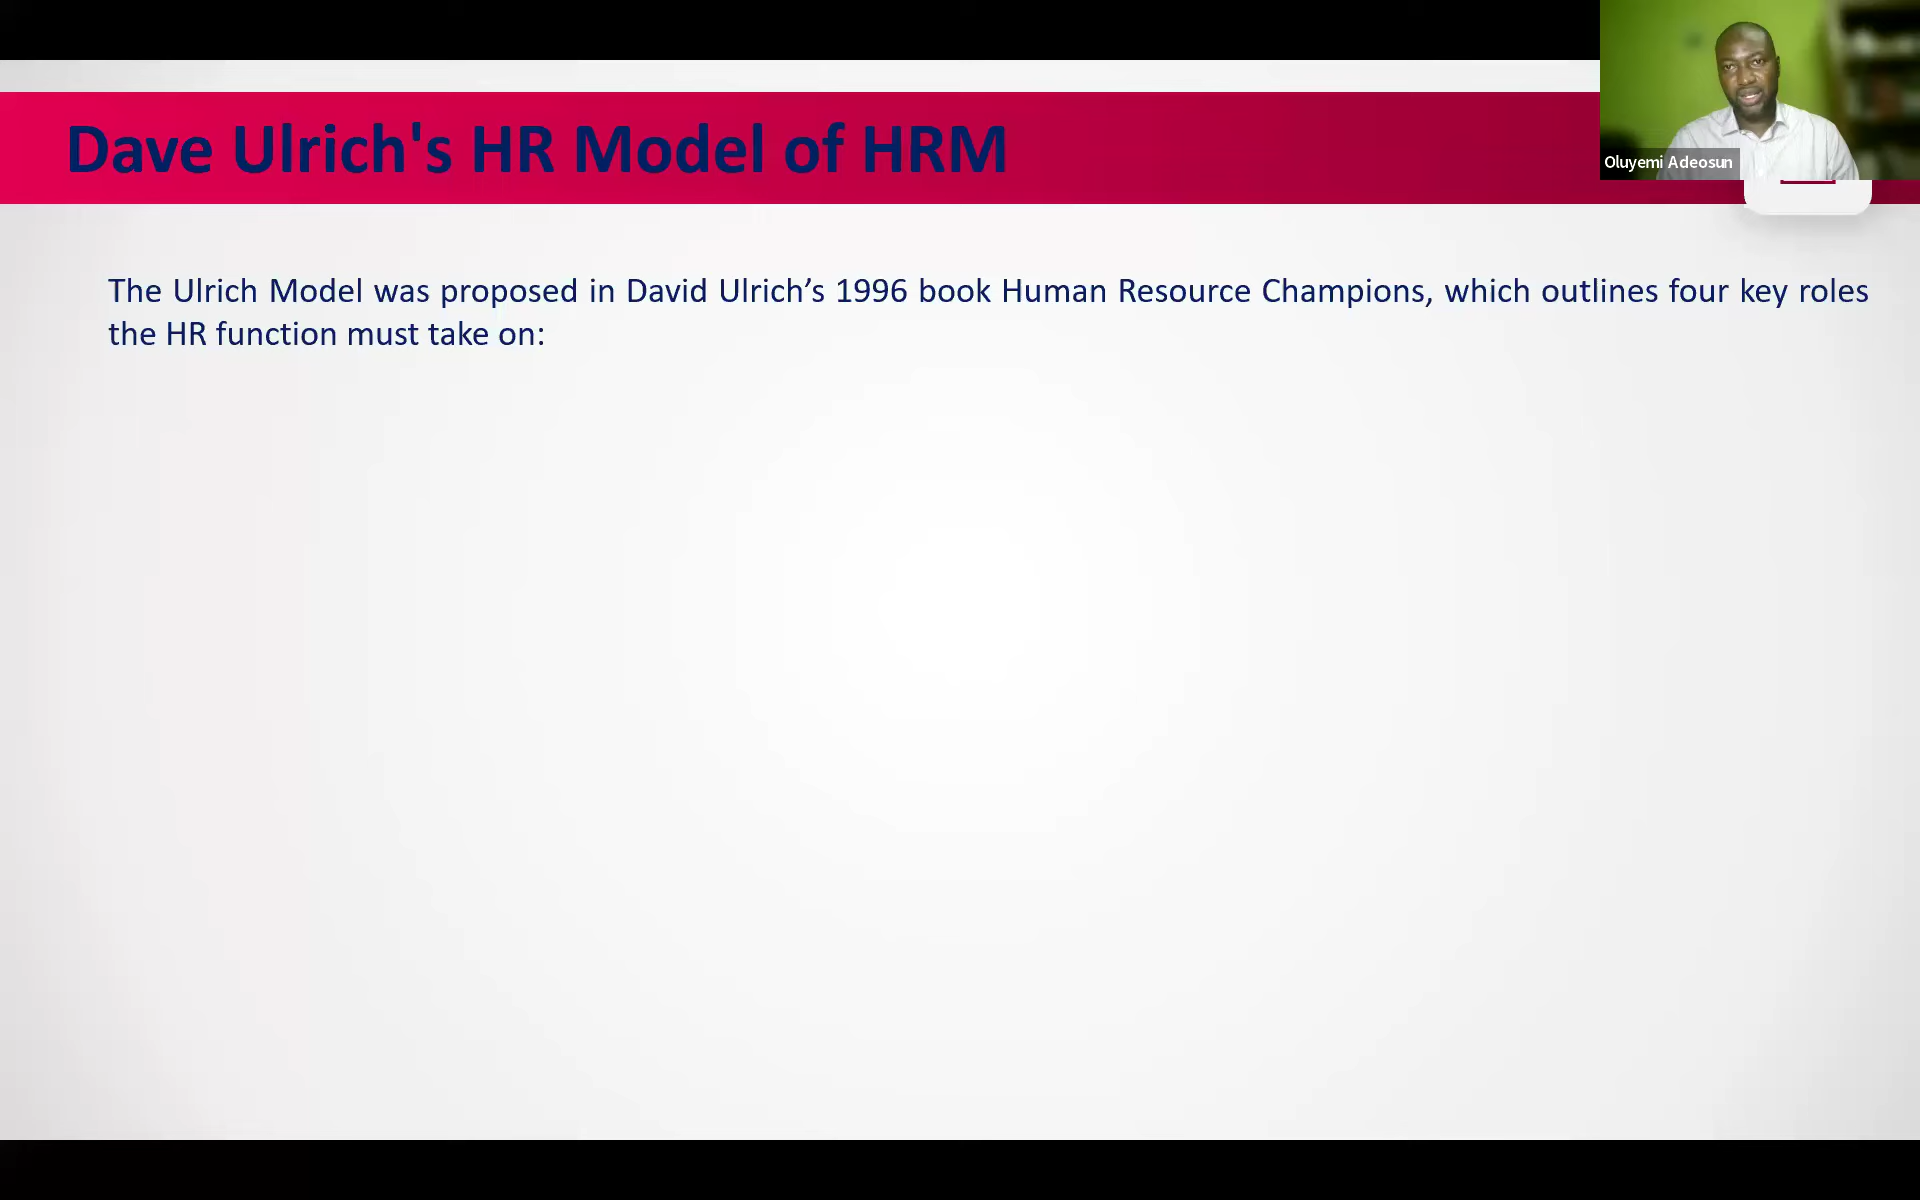 Dave Ulrich's HR Model of HRM
Oluyemi Adeosun
The Ulrich Model was proposed in David Ulrich’s 1996 book Human Resource Champions, which outlines four key roles
the HR function must take on: